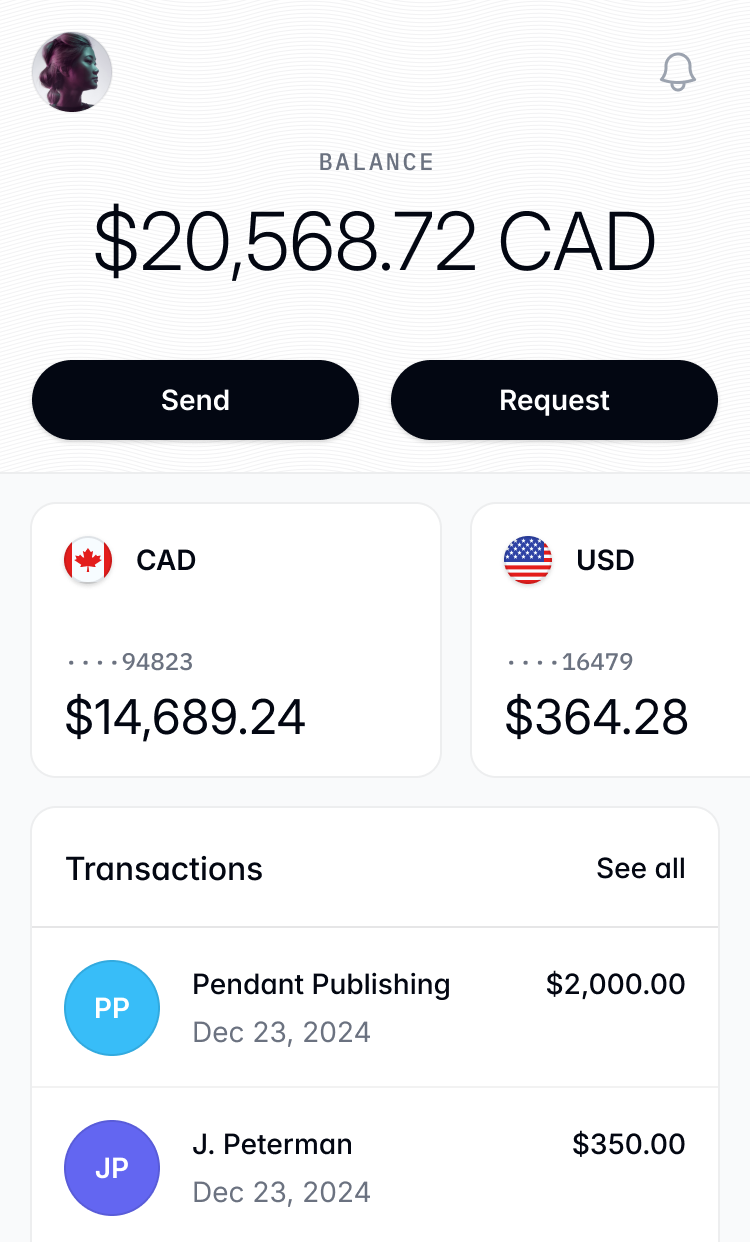 BALANCE
$20,568.72 CAD
Send
Request
CAD
····94823
$14,689.24
USD
····16479
$364.28
Transactions
See all
PP
Pendant Publishing
$2,000.00
Dec 23, 2024
JP
J. Peterman
$350.00
Dec 23, 2024